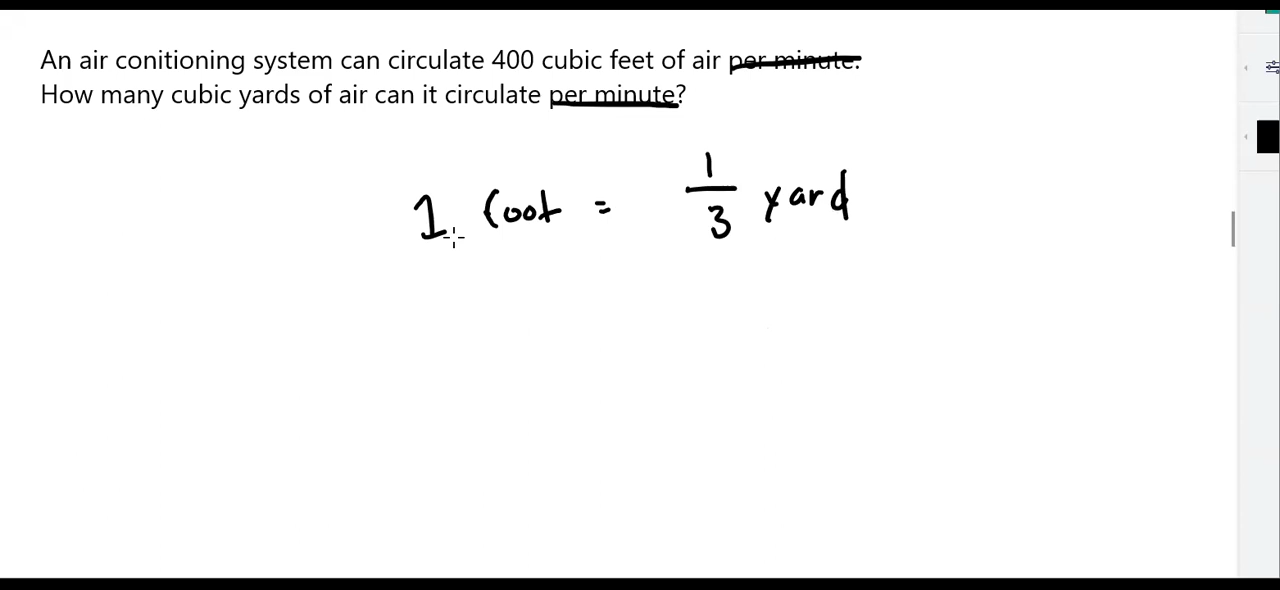 An air conitioning system can circulate 400 cubic feet of air per minute.
How many cubic yards of air can it circulate per minute?
1 foot = 1/3 yard